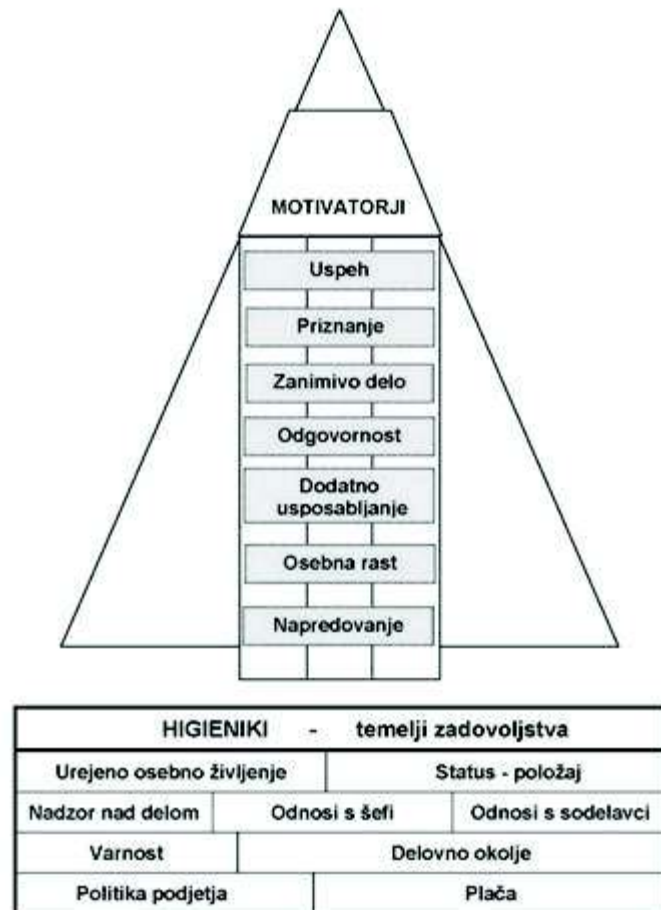 MOTIVATORJI
Uspeh
Priznanje
Zanimivo delo
Odgovornost
Dodatno
usposabljanje
Osebna rast
Napredovanje
HIGIENIKI - temelji zadovoljstva
Urejeno osebno življenje Status - položaj
Nadzor nad delom Odnosi s šefi Odnosi s sodelavci
Varnost Delovno okolje
Politika podjetja Plača